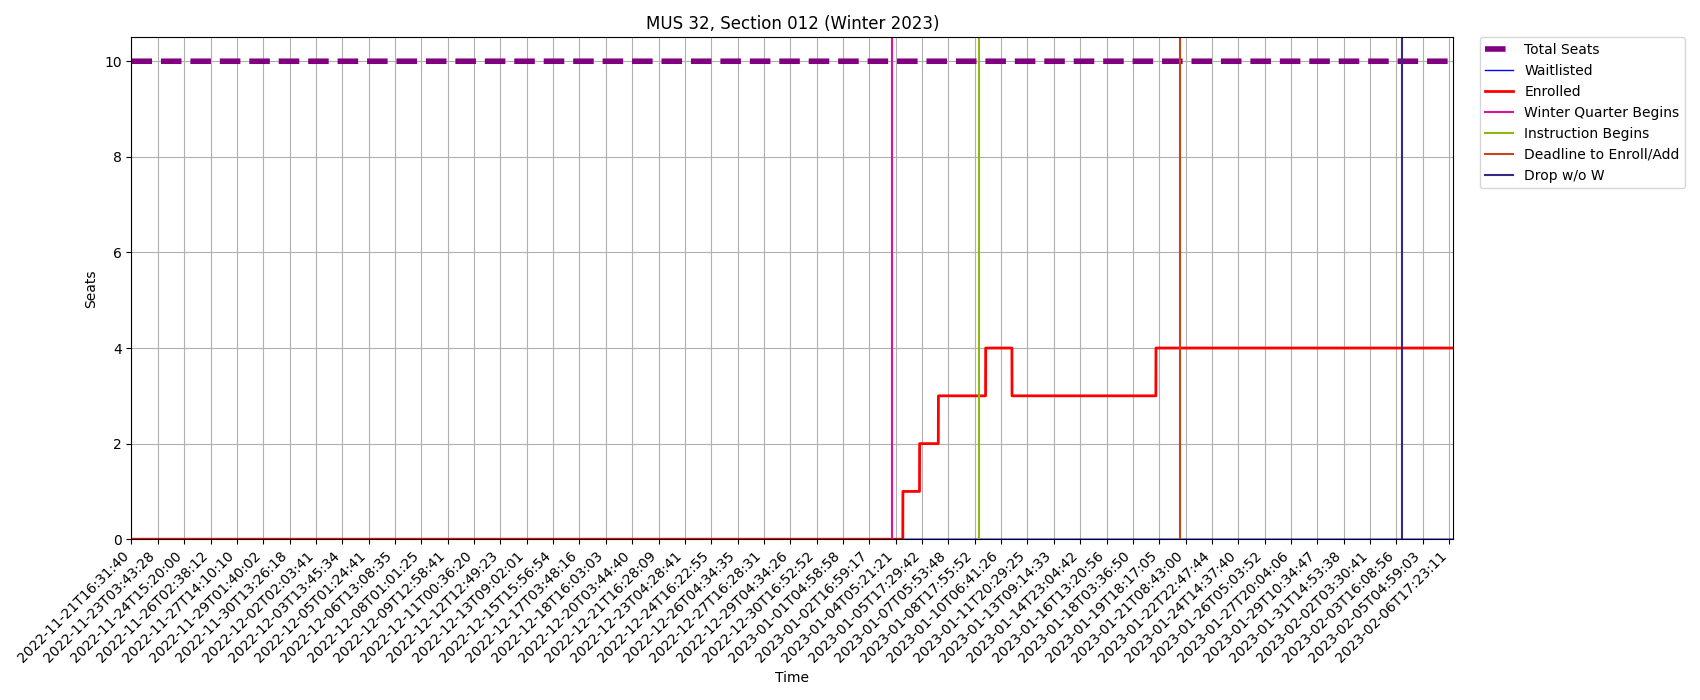 MUS 32, Section 012 (Winter 2023)
Total Seats
Waitlisted
Enrolled
Winter Quarter Begins
Instruction Begins
Deadline to Enroll/Add
Drop w/o W
Seats
10
8
6
4
2
0
2022-11-21T16:31:40
2022-11-23T03:43:28
2022-11-24T15:20:00
2022-11-26T02:38:12
2022-11-27T14:10:10
2022-11-29T01:40:02
2022-11-30T13:26:18
2022-12-02T02:03:41
2022-12-03T13:45:34
2022-12-05T01:24:41
2022-12-06T13:08:35
2022-12-08T01:01:25
2022-12-09T12:58:41
2022-12-11T00:36:20
2022-12-12T12:49:23
2022-12-13T09:02:01
2022-12-15T15:56:54
2022-12-17T03:48:16
2022-12-18T16:03:03
2022-12-20T03:44:40
2022-12-21T16:28:09
2022-12-23T04:28:41
2022-12-24T16:22:55
2022-12-26T04:34:35
2022-12-27T16:28:31
2022-12-29T04:34:26
2022-12-30T16:52:52
2023-01-01T04:58:58
2023-01-02T16:59:17
2023-01-04T05:21:21
2023-01-05T17:29:42
2023-01-07T05:53:48
2023-01-08T17:55:52
2023-01-10T06:41:26
2023-01-11T20:29:25
2023-01-13T09:14:33
2023-01-14T23:04:42
2023-01-16T13:20:56
2023-01-18T03:36:50
2023-01-19T18:17:05
2023-01-21T08:43:00
2023-01-22T22:47:44
2023-01-24T14:37:40
2023-01-26T05:03:52
2023-01-27T20:04:06
2023-01-29T10:34:47
2023-01-31T14:53:38
2023-02-02T03:30:41
2023-02-03T16:08:56
2023-02-05T04:59:03
2023-02-06T17:23:11
Time